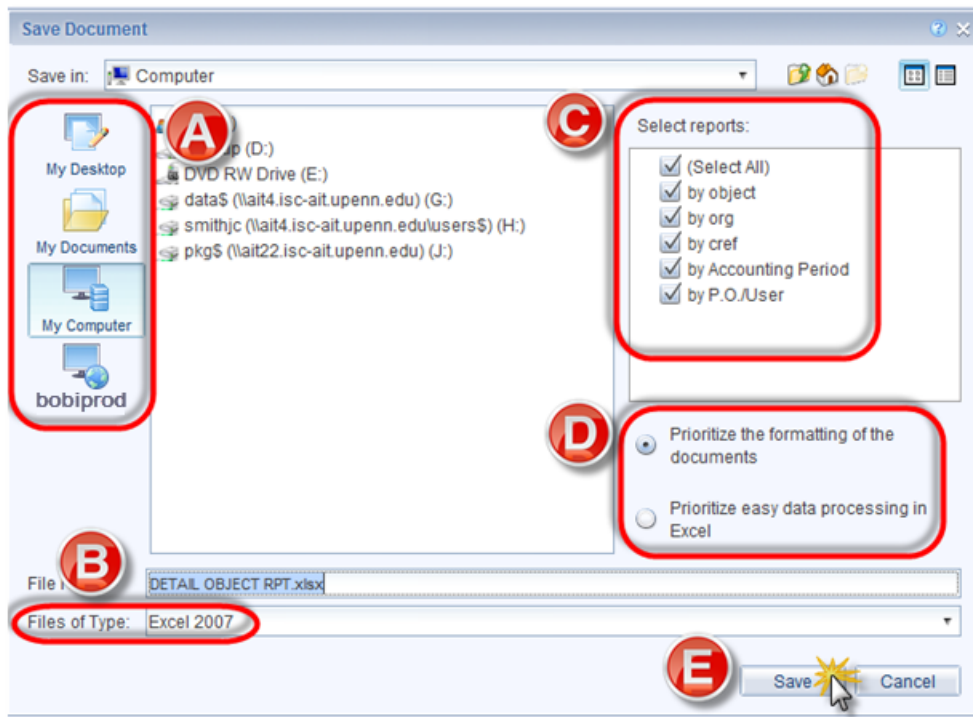 Save Document
Save in: Computer
My Desktop
My Documents
My Computer
bobiprod
A
(D:)
DVD RW Drive (E:)
data$ (\\ait4.isc-ait.upenn.edu) (G:)
smithjc (\\ait4.isc-ait.upenn.edu\users$) (H:)
pkg$ (\\ait22.isc-ait.upenn.edu) (J:)
C
Select reports:
(Select All)
by object
by org
by cref
by Accounting Period
by P.O./User
D
Prioritize the formatting of the
documents
Prioritize easy data processing in
Excel
B
File
DETAIL OBJECT RPT.xlsx
Files of Type: Excel 2007
E
Save
Cancel